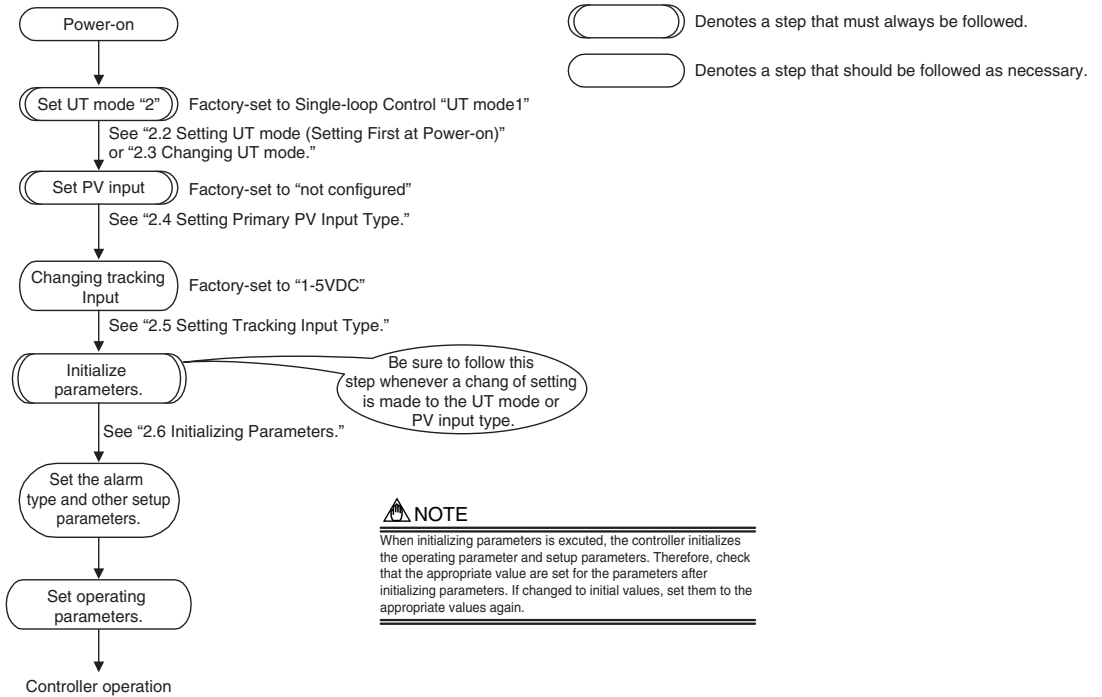 Power-on
Denotes a step that must always be followed.
Denotes a step that should be followed as necessary.
Set UT mode “2”
Factory-set to Single-loop Control “UT mode1”
See “2.2 Setting UT mode (Setting First at Power-on)”
or “2.3 Changing UT mode.”
Set PV input
Factory-set to “not configured”
See “2.4 Setting Primary PV Input Type.”
Changing tracking
Input
Factory-set to “1-5VDC”
See “2.5 Setting Tracking Input Type.”
Initialize
parameters.
Be sure to follow this
step whenever a chang of setting
is made to the UT mode or
PV input type.
See “2.6 Initializing Parameters.”
Set the alarm
type and other setup
parameters.
NOTE
When initializing parameters is excuted, the controller initializes
the operating parameter and setup parameters. Therefore, check
that the appropriate value are set for the parameters after
initializing parameters. If changed to initial values, set them to the
appropriate values again.
Set operating
parameters.
Controller operation